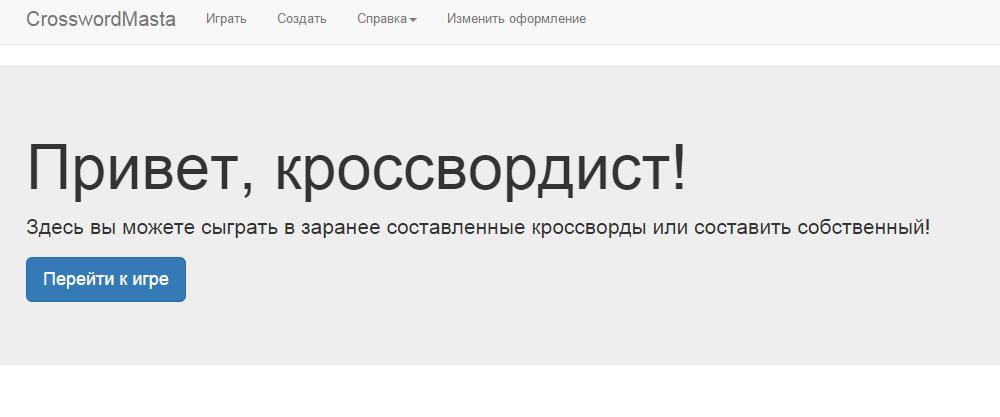 CrosswordMasta Играть Создать Справка Изменить оформление
Привет, кроссвордист!
Здесь вы можете сыграть в заранее составленные кроссворды или составить собственный!
Перейти к игре